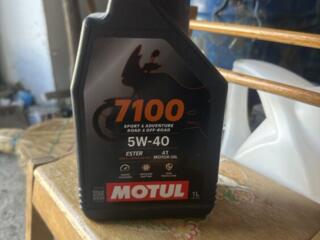 7100
SPORT & ADVENTURE
ROAD & OFF-ROAD
5W-40
ESTER 4T
MOTOR OIL
MOTUL
1L